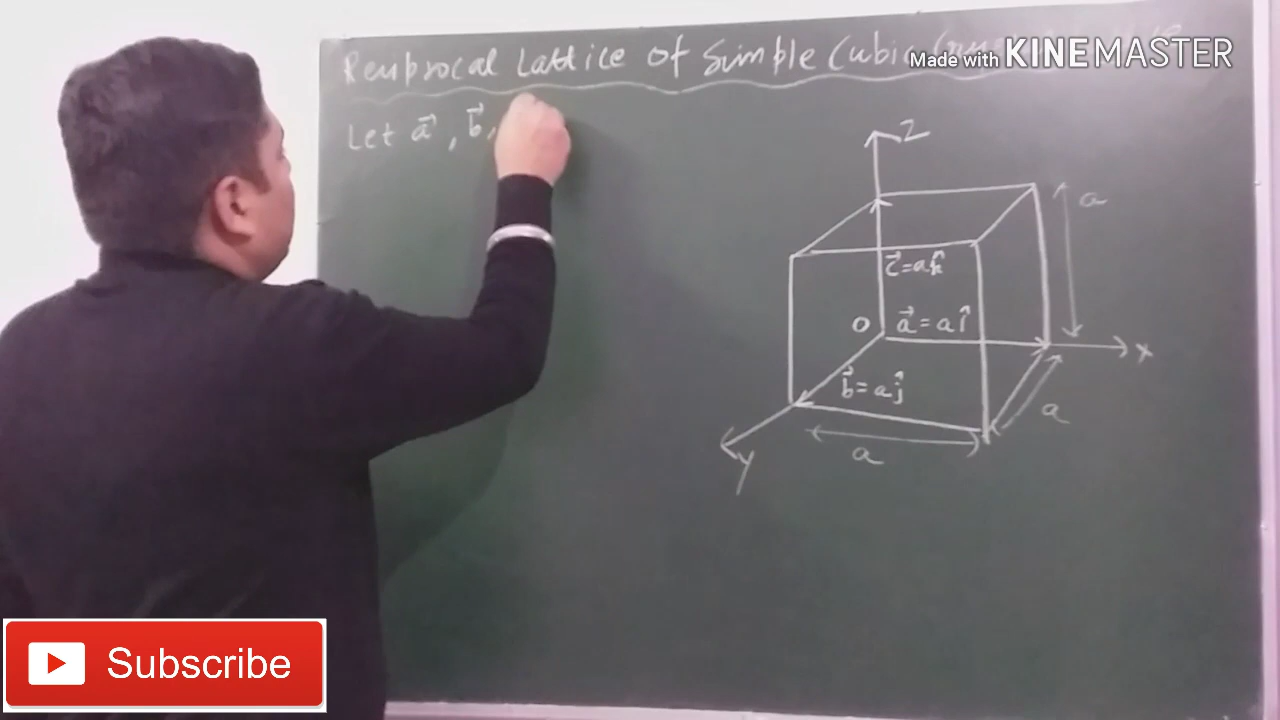 Reciprocal Lattice of Simple Cubic
Made with KINEMASTER
Let a⃗, b⃗,
Z
a
c⃗ = a k̂
O a⃗ = a î
x
b⃗ = a ĵ
a
a
y
Subscribe